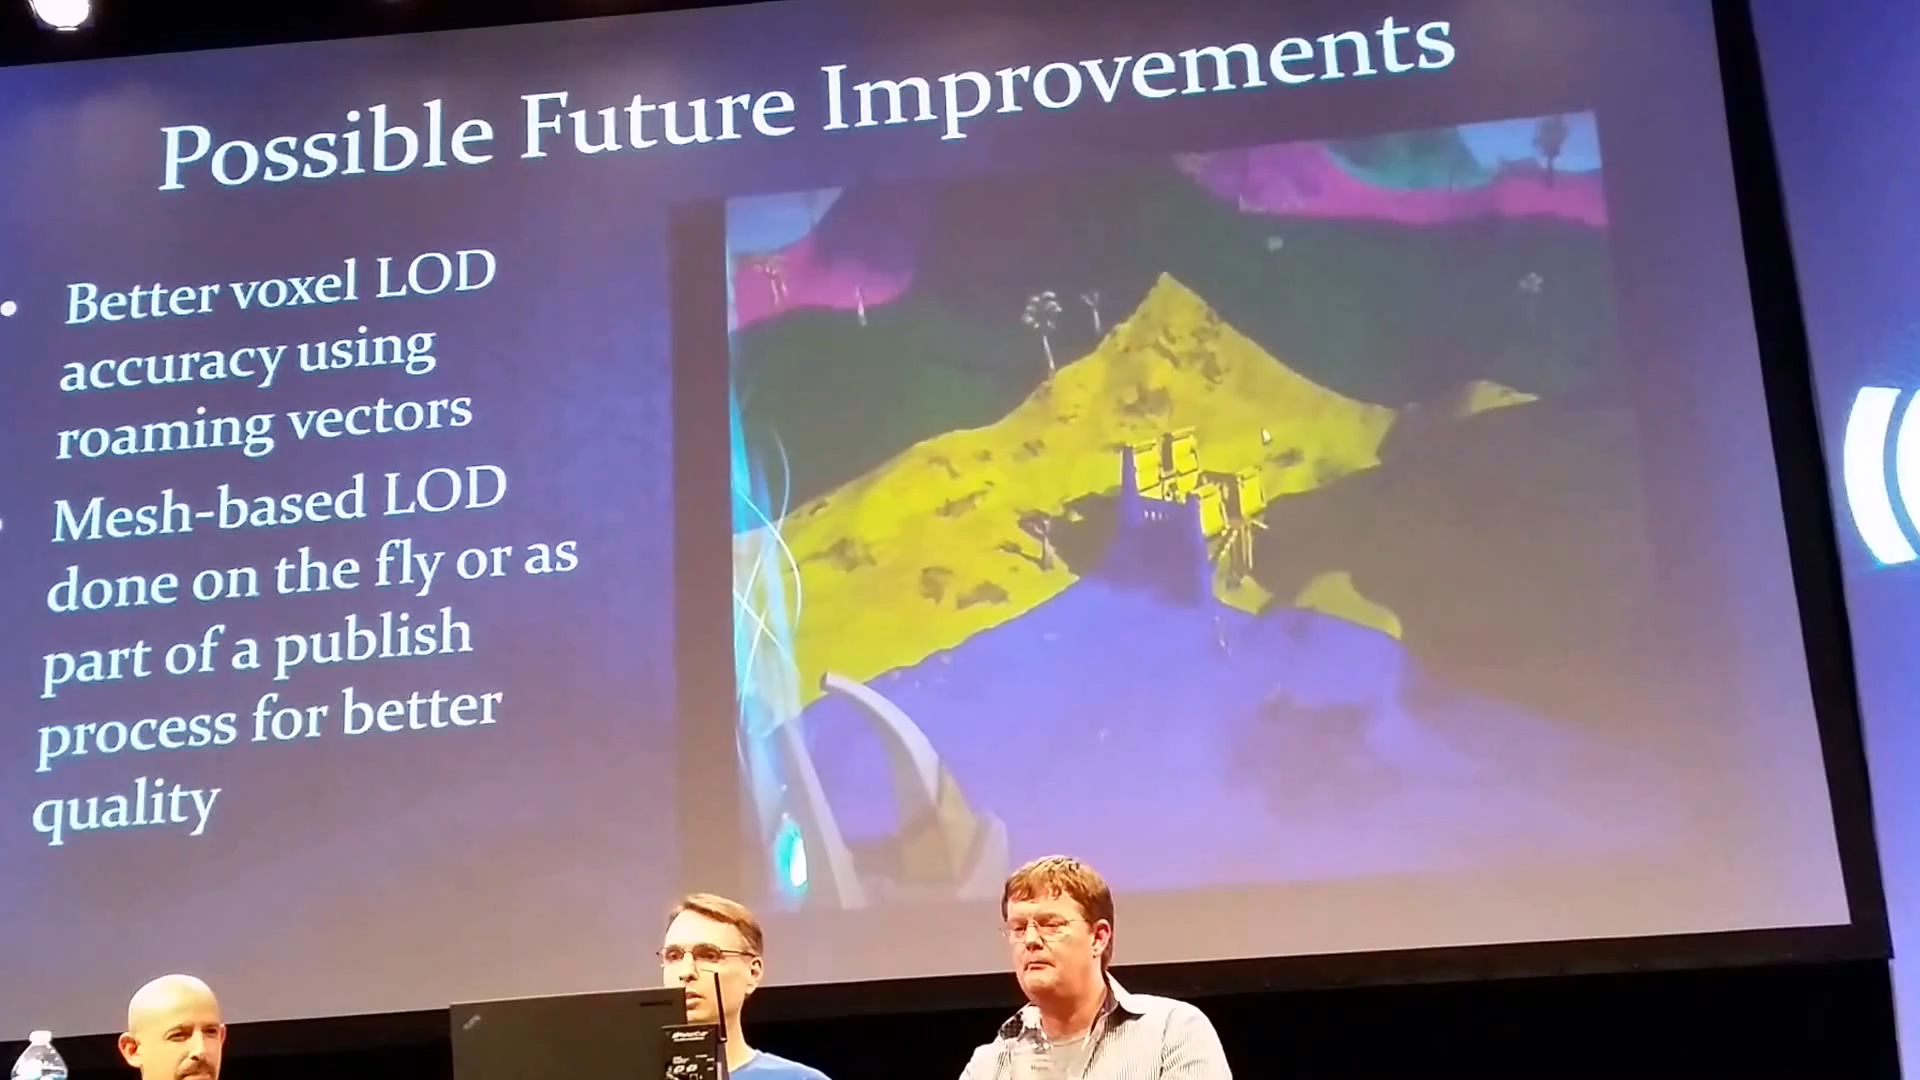 Possible Future Improvements
• Better voxel LOD
accuracy using
roaming vectors
• Mesh-based LOD
done on the fly or as
part of a publish
process for better
quality